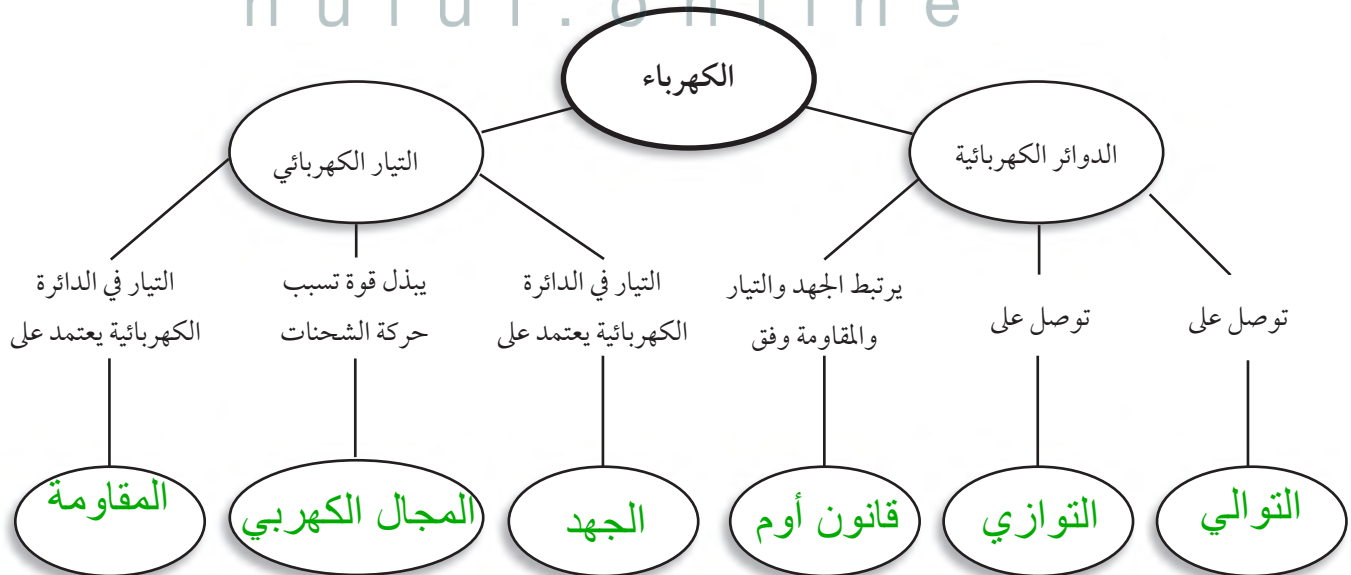 hulul.online
الكهرباء
الدوائر الكهربائية
التيار الكهربائي
توصل على
توصل على
يرتبط الجهد والتيار
والمقاومة وفق
التيار في الدائرة
الكهربائية يعتمد على
يبذل قوة تسبب
حركة الشحنات
التيار في الدائرة
الكهربائية يعتمد على
التوالي
التوازي
قانون أوم
الجهد
المجال الكهربي
المقاومة